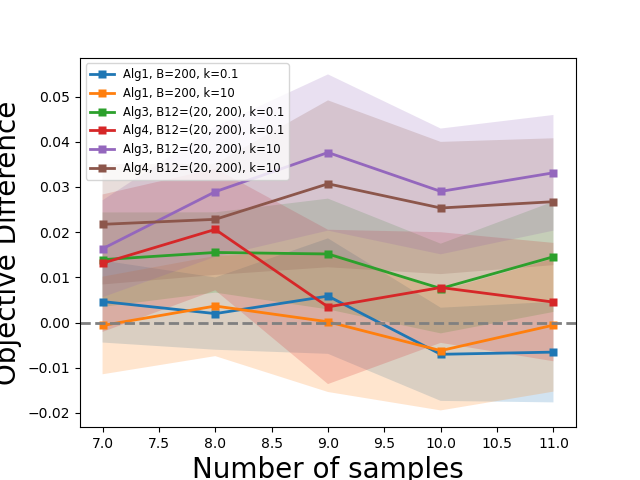 Alg1, B=200, k=0.1
Alg1, B=200, k=10
Alg3, B12=(20, 200), k=0.1
Alg4, B12=(20, 200), k=0.1
Alg3, B12=(20, 200), k=10
Alg4, B12=(20, 200), k=10
Objective Difference
0.05
0.04
0.03
0.02
0.01
0.00
−0.01
−0.02
7.0 7.5 8.0 8.5 9.0 9.5 10.0 10.5 11.0
Number of samples